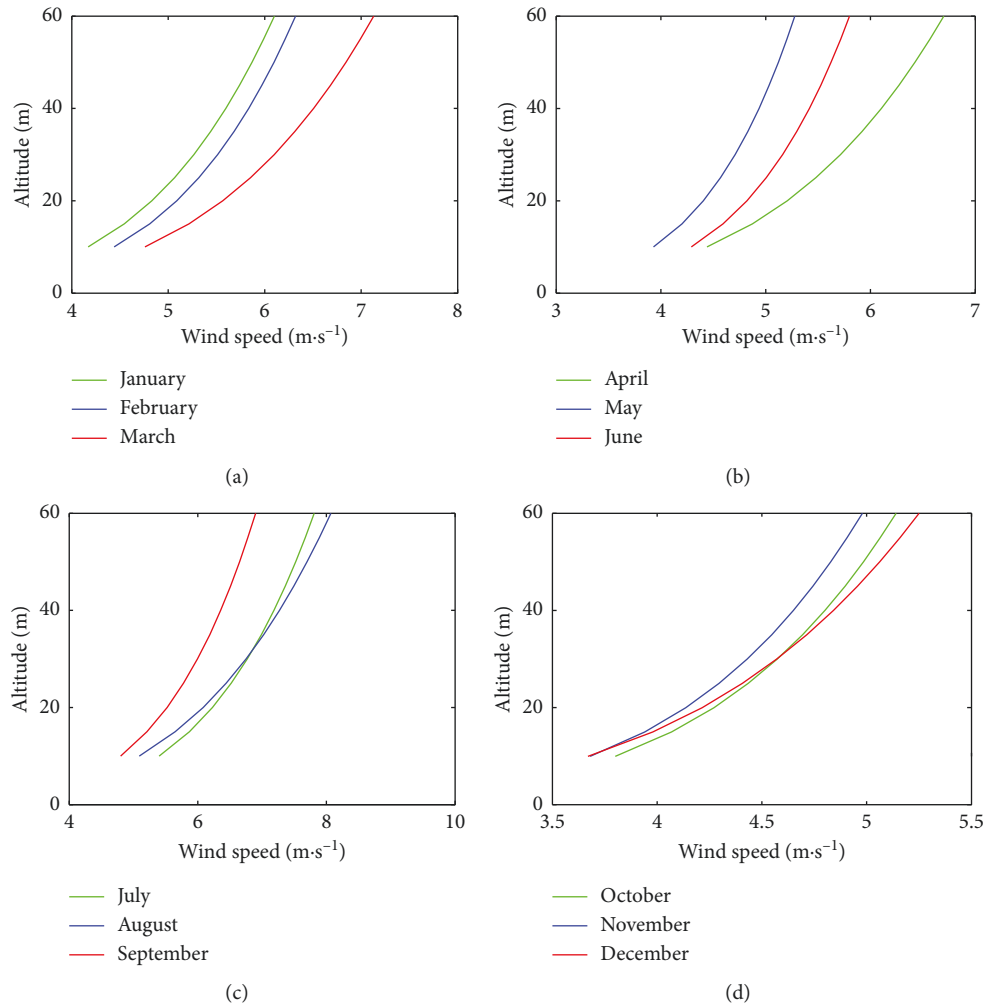 60
40
20
0
Altitude (m)
4 5 6 7 8
Wind speed (m·s⁻¹)
January
February
March
(a)
60
40
20
0
Altitude (m)
3 4 5 6 7
Wind speed (m·s⁻¹)
April
May
June
(b)
60
40
20
0
Altitude (m)
4 6 8 10
Wind speed (m·s⁻¹)
July
August
September
(c)
60
40
20
0
Altitude (m)
3.5 4 4.5 5 5.5
Wind speed (m·s⁻¹)
October
November
December
(d)